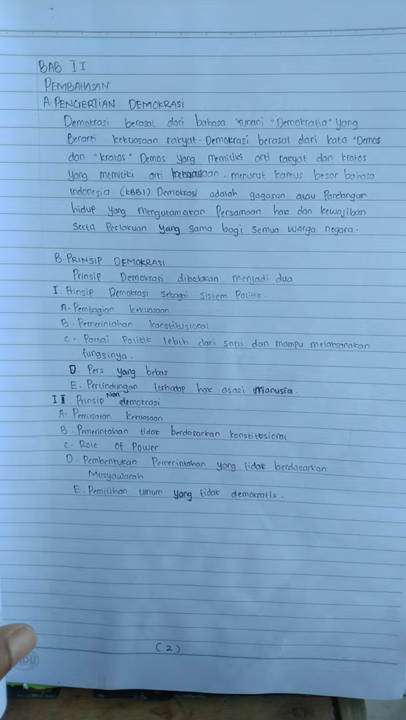 BAB II
PEMBAHASAN
A. PENGERTIAN DEMOKRASI
Demokrasi berasal dari bahasa Yunani "Demokratia" yang
Berarti kekuasaan rakyat. Demokrasi berasal dari kata "Demos
dan "kratos" Demos yang memiliki arti rakyat dan kratos
yang memiliki arti kekuasaan. menurut kamus besar bahasa
indonesia (KBBI) Demokrasi adalah gagasan atau Pandangan
hidup yang mengutamakan Persamaan hak dan kewajiban
serta Perlakuan yang sama bagi semua warga negara.
B. PRINSIP DEMOKRASI
Prinsip Demokrasi dibedakan menjadi dua
I. Prinsip Demokrasi sebagai sistem Politik.
A. Pembagian kekuasaan
B. Pemerintahan konstitusional
C. Partai Politik lebih dari satu dan mampu melaksanakan
fungsinya.
D. Pers yang bebas
E. Perlindungan terhadap hak asasi manusia.
II. Prinsip Non demokrasi
A. Pemusatan Kekuasaan
B. Pemerintahan tidak berdasarkan konstitusional
C. Role OF Power
D. Pembentukan Pemerintahan yang tidak berdasarkan
Musyawarah
E. Pemilihan umum yang tidak demokratis.
(2)